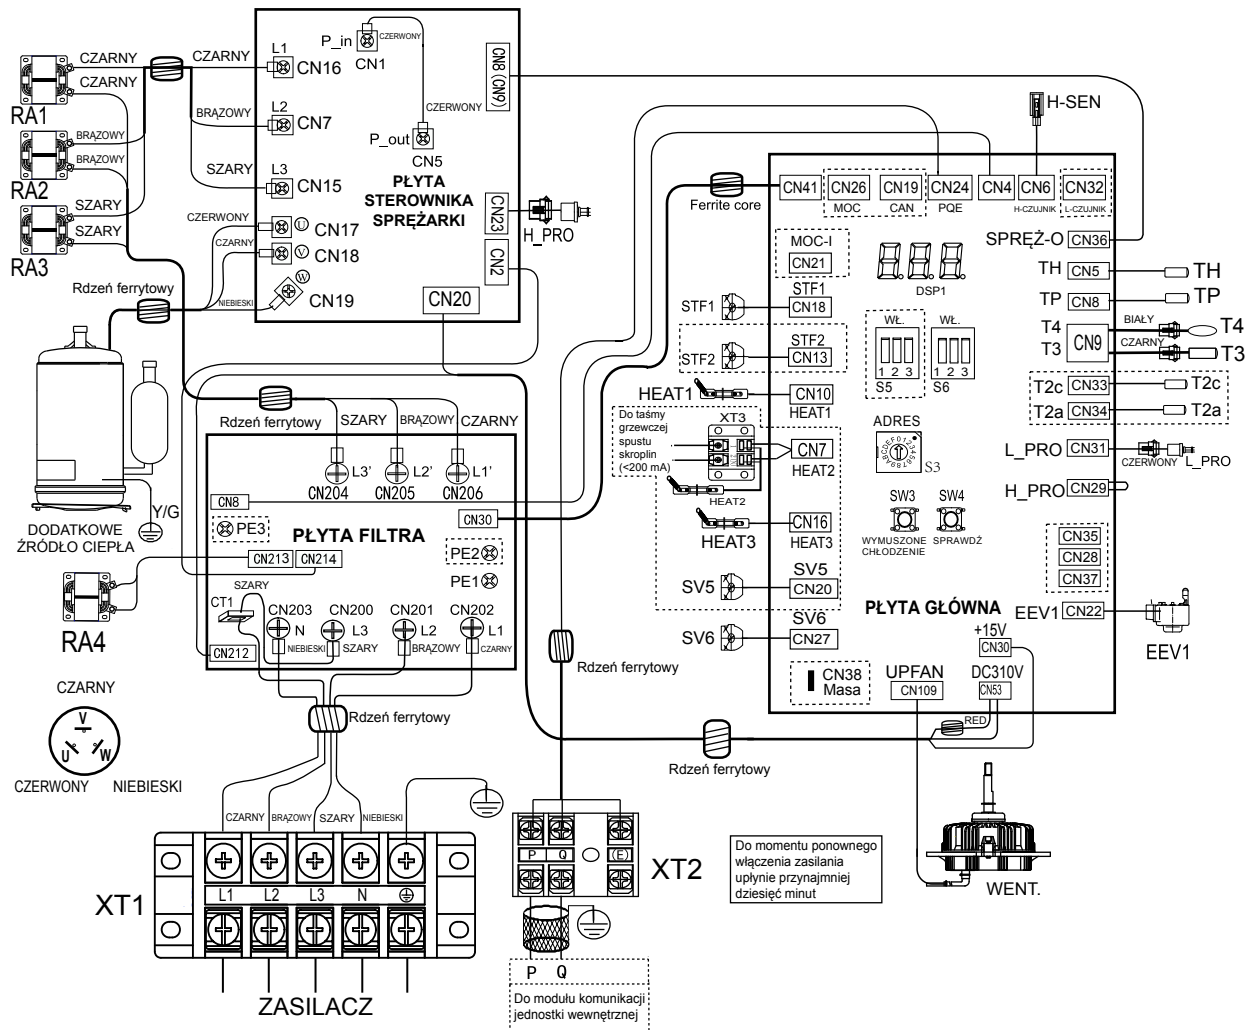 CZARNY
CZARNY
RA1
BRĄZOWY
BRĄZOWY
RA2
SZARY
SZARY
RA3
CZARNY
L1
CN16
BRĄZOWY
L2
CN7
SZARY
L3
CN15
CZERWONY
U
CN17
CZARNY
V
CN18
NIEBIESKI
W
CN19
Rdzeń ferrytowy
P_in
CN1
CZERWONY
CZERWONY
P_out
CN5
PŁYTA
STEROWNIKA
SPRĘŻARKI
CN8 (CN9)
CN23
CN2
CN20
H_PRO
Y/G
DODATKOWE
ŹRÓDŁO CIEPŁA
Rdzeń ferrytowy
SZARY
BRĄZOWY
CZARNY
L3'
L2'
L1'
CN204
CN205
CN206
CN8
CN30
PE3
PŁYTA FILTRA
CN213
CN214
PE2
PE1
RA4
CT1
SZARY
CN203
CN200
CN201
CN202
N
L3
L2
L1
NIEBIESKI
SZARY
BRĄZOWY
CZARNY
CN212
Rdzeń ferrytowy
CZARNY
V
U
W
CZERWONY
NIEBIESKI
CZARNY
BRĄZOWY
SZARY
NIEBIESKI
XT1
L1
L2
L3
N
ZASILACZ
Rdzeń ferrytowy
P
Q
(E)
XT2
P
Q
Do modułu komunikacji
jednostki wewnętrznej
Rdzeń ferrytowy
Do momentu ponownego
włączenia zasilania
upłynie przynajmniej
dziesięć minut
WENT.
Ferrite core
H-SEN
CN41
CN26
CN19
CN24
CN4
CN6
CN32
MOC
CAN
PQE
H-CZUJNIK
L-CZUJNIK
MOC-I
CN21
DSP1
SPRĘŻ-O
CN36
TH
CN5
TH
TP
CN8
TP
T4
T3
CN9
BIAŁY
CZARNY
T4
T3
T2c
CN33
T2c
T2a
CN34
T2a
L_PRO
CN31
CZERWONY
L_PRO
H_PRO
CN29
CN35
CN28
CN37
EEV1
CN22
EEV1
STF1
STF1
CN18
STF2
STF2
CN13
HEAT1
CN10
HEAT1
Do taśmy
grzewczej
spustu
skroplin
(<200 mA)
XT3
CN7
HEAT2
HEAT2
CN16
HEAT3
HEAT3
SV5
SV5
CN20
SV6
SV6
CN27
WŁ.
1 2 3
S5
WŁ.
1 2 3
S6
ADRES
S3
SW3
SW4
WYMUSZONE
CHŁODZENIE
SPRAWDŹ
PŁYTA GŁÓWNA
+15V
CN30
CN38
Masa
UPFAN
CN109
DC310V
CN53
RED